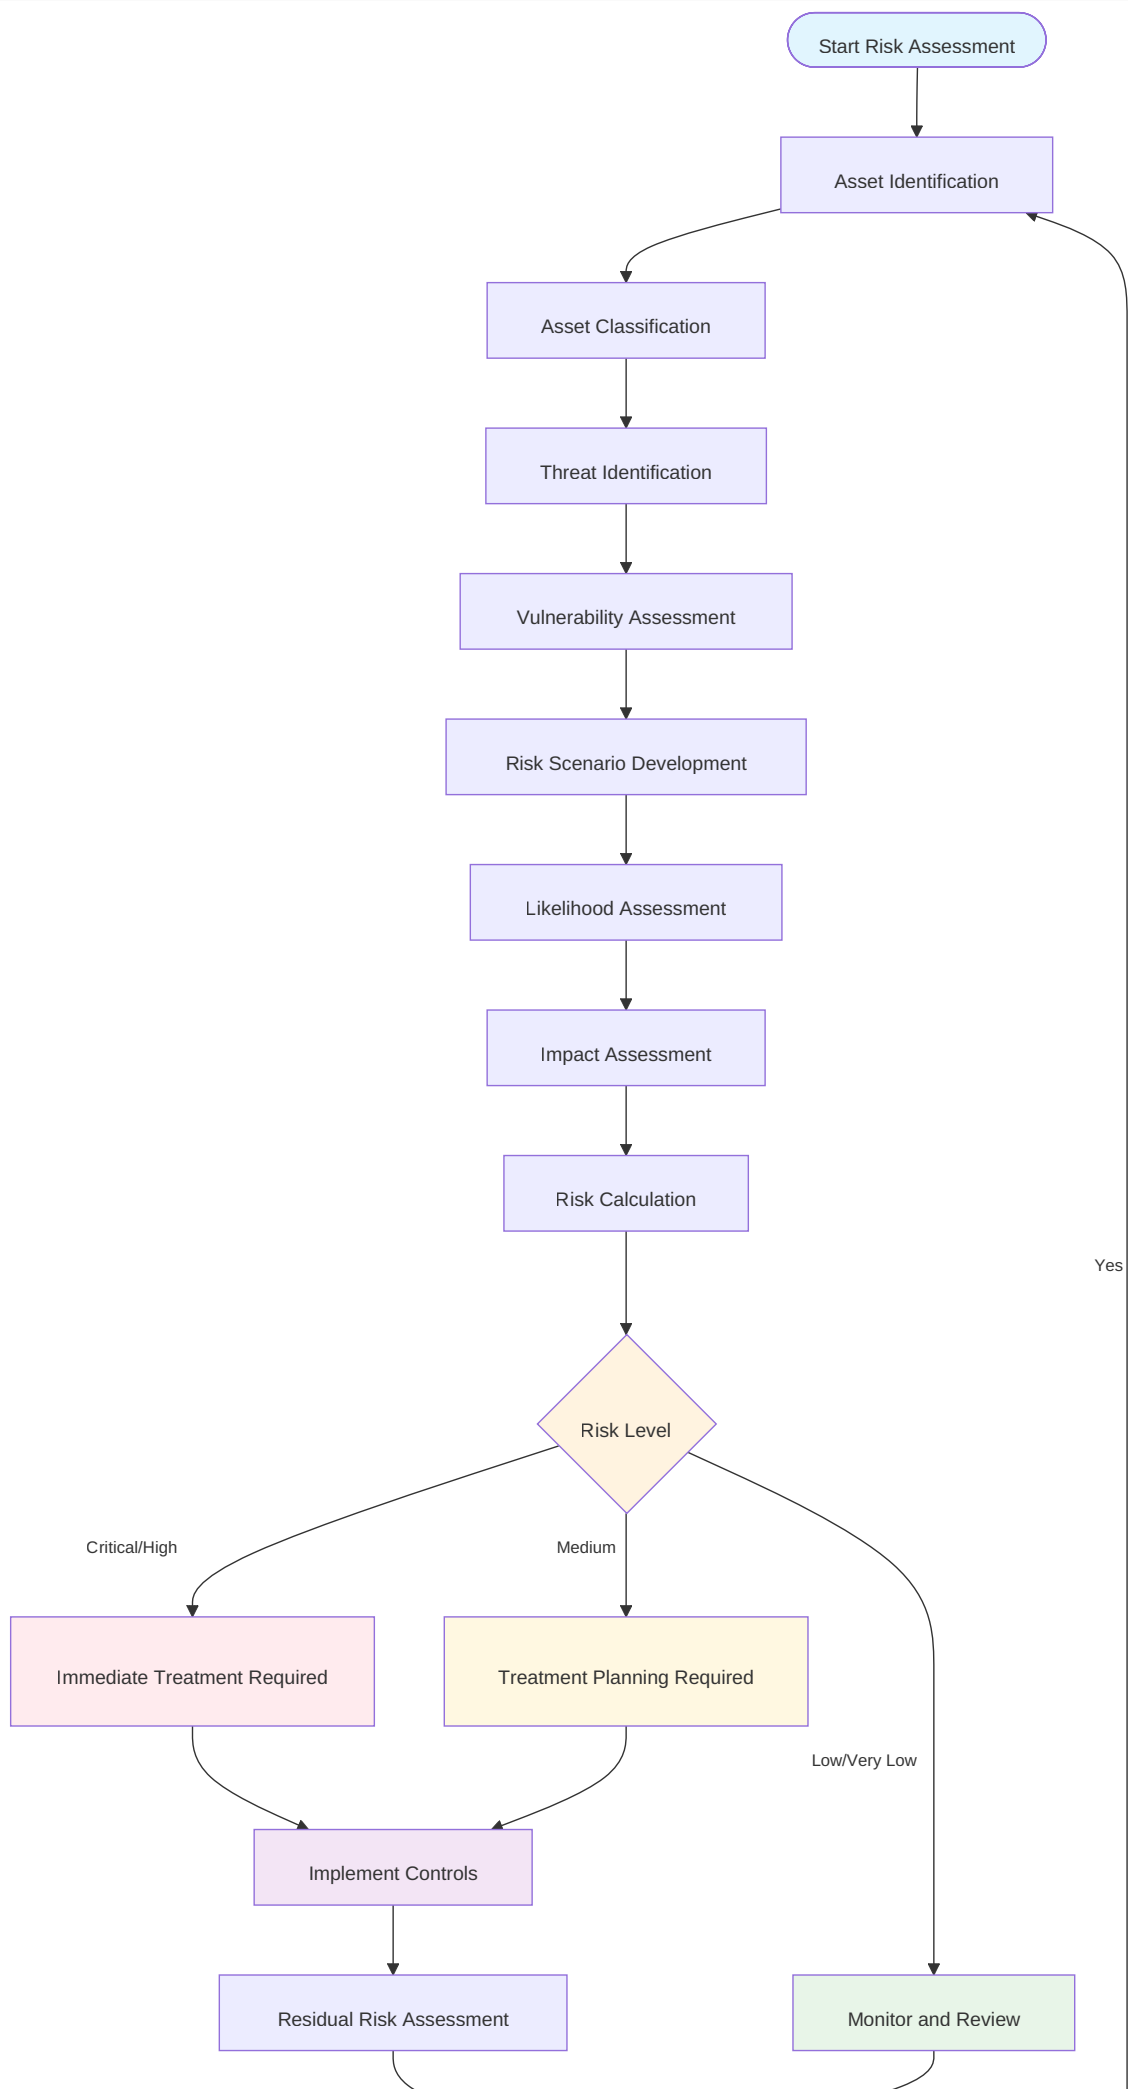 Start Risk Assessment
Asset Identification
Asset Classification
Threat Identification
Vulnerability Assessment
Risk Scenario Development
Likelihood Assessment
Impact Assessment
Risk Calculation
Yes
Risk Level
Critical/High
Medium
Immediate Treatment Required
Treatment Planning Required
Low/Very Low
Implement Controls
Residual Risk Assessment
Monitor and Review